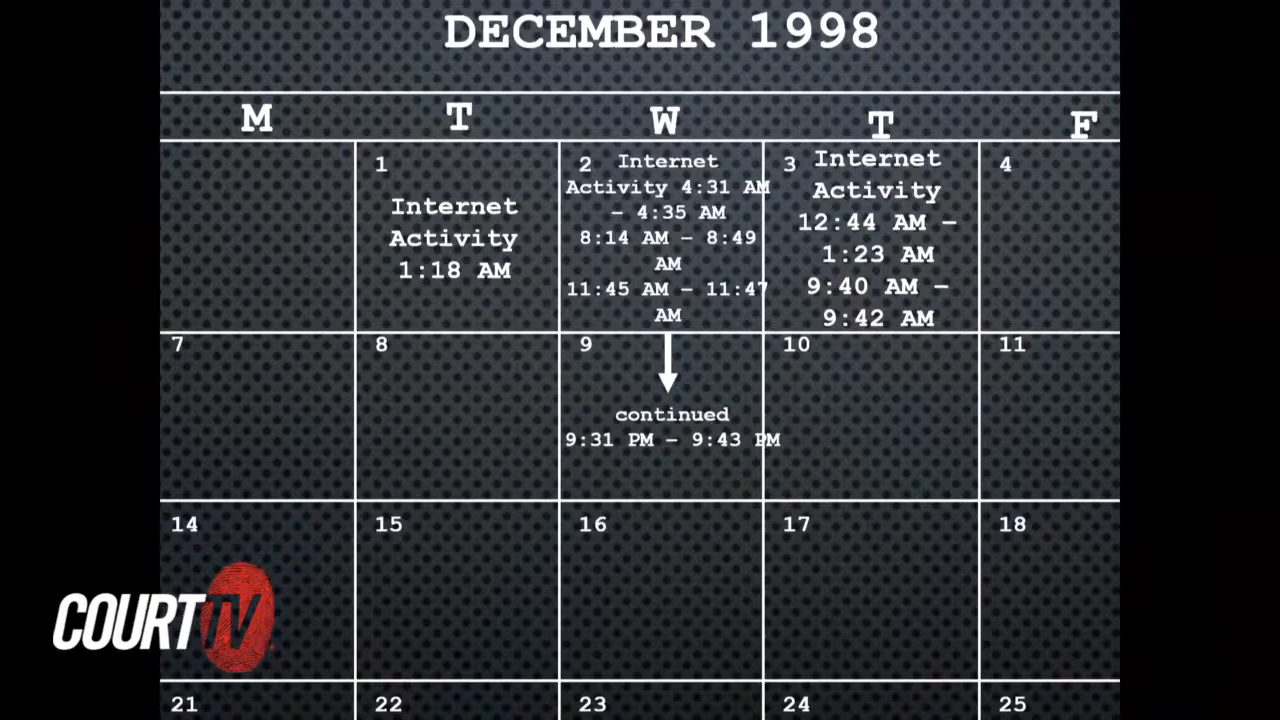 DECEMBER 1998
M T W T F
1
Internet
Activity
1:18 AM
2 Internet
Activity 4:31 AM
– 4:35 AM
8:14 AM – 8:49
AM
11:45 AM – 11:47
AM
3 Internet
Activity
12:44 AM –
1:23 AM
9:40 AM –
9:42 AM
4
7
8
9
continued
9:31 PM – 9:43 PM
10
11
14
15
16
17
18
COURT TV
21
22
23
24
25